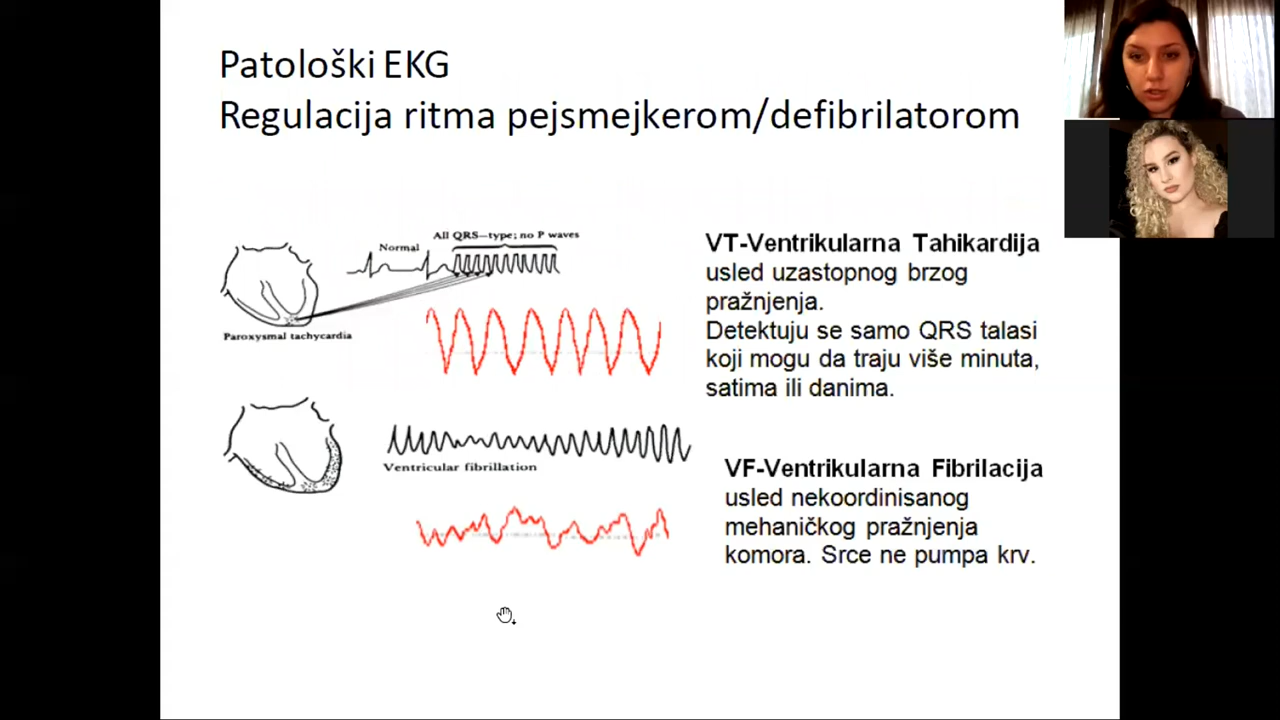 Patološki EKG
Regulacija ritma pejsmejkerom/defibrilatorom
All QRS—type; no P waves
Normal
Paroxysmal tachycardia
VT-Ventrikularna Tahikardija
usled uzastopnog brzog
pražnjenja.
Detektuju se samo QRS talasi
koji mogu da traju više minuta,
satima ili danima.
Ventricular fibrillation
VF-Ventrikularna Fibrilacija
usled nekoordinisanog
mehaničkog pražnjenja
komora. Srce ne pumpa krv.